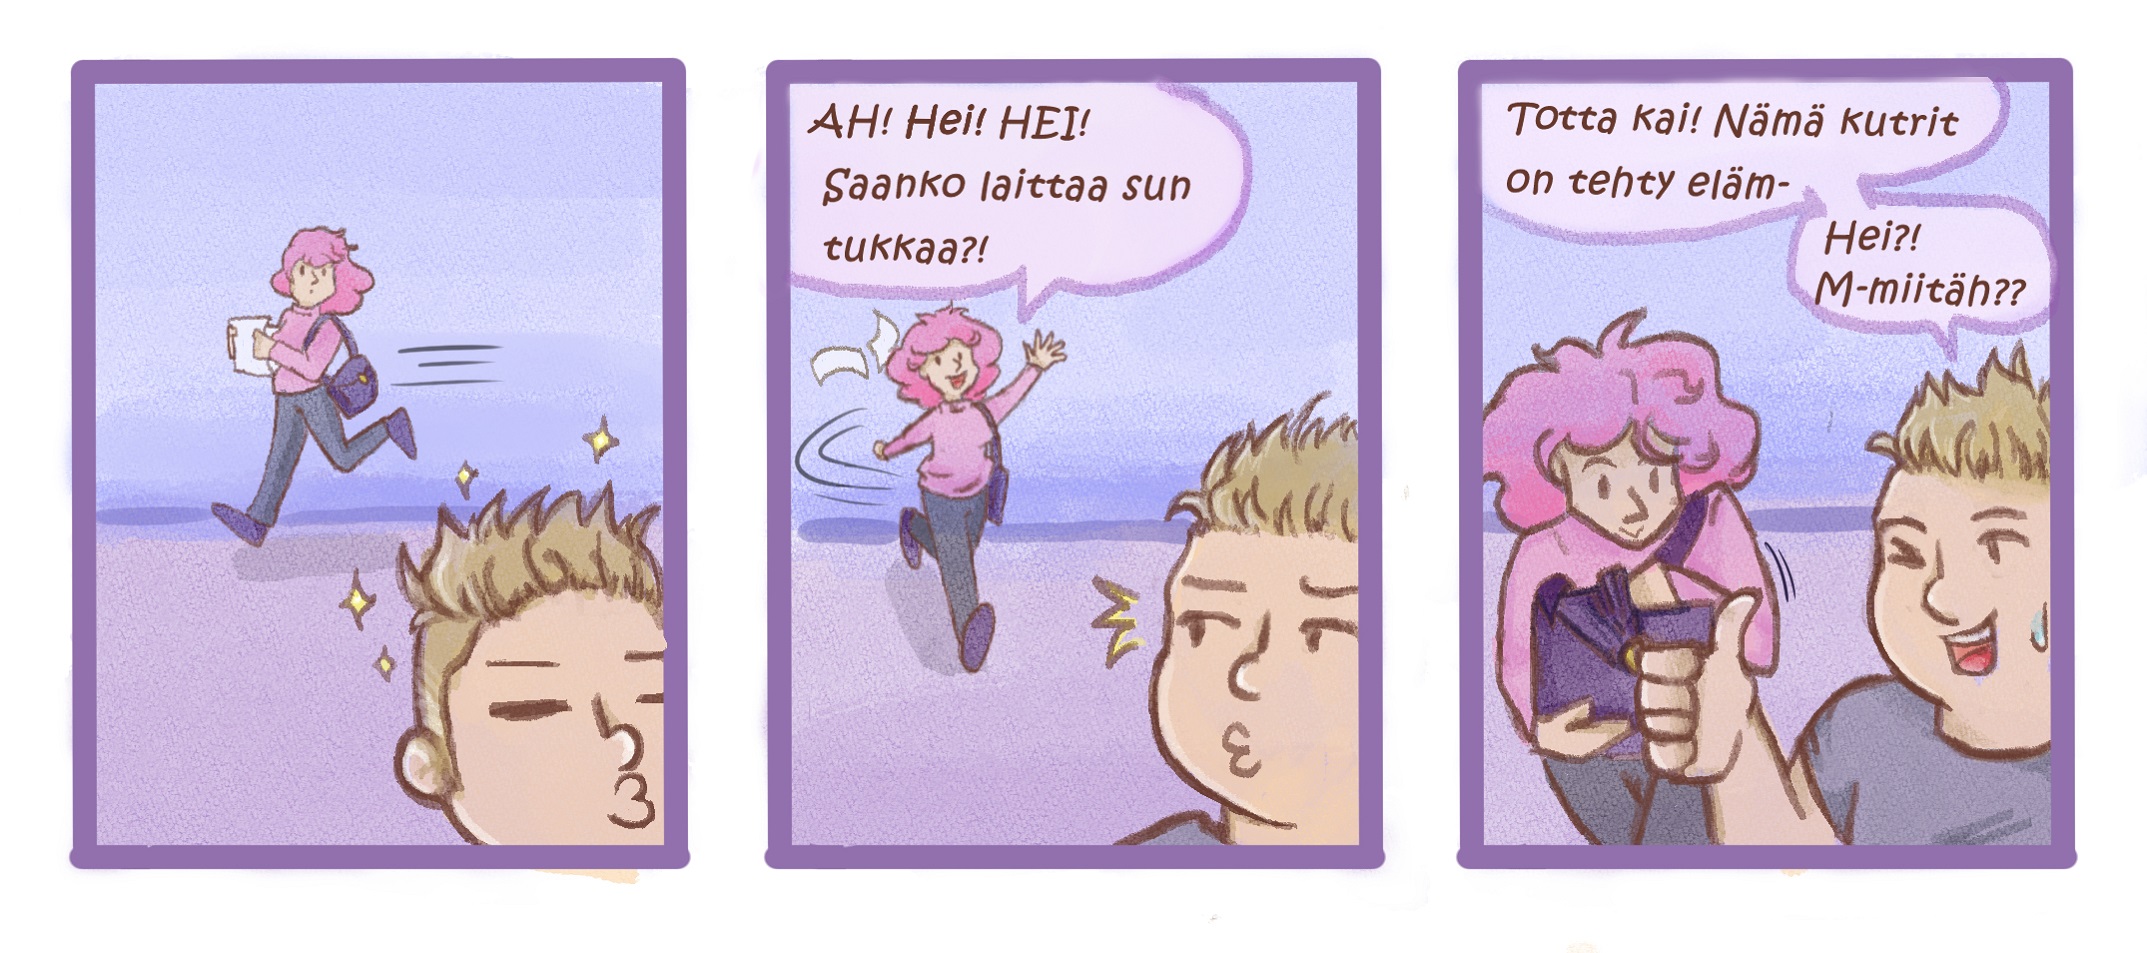 AH! Hei! HEI!
Saanko laittaa sun
tukkaa?!
Totta kai! Nämä kutrit
on tehty eläm-
Hei?!
M-miitäh??